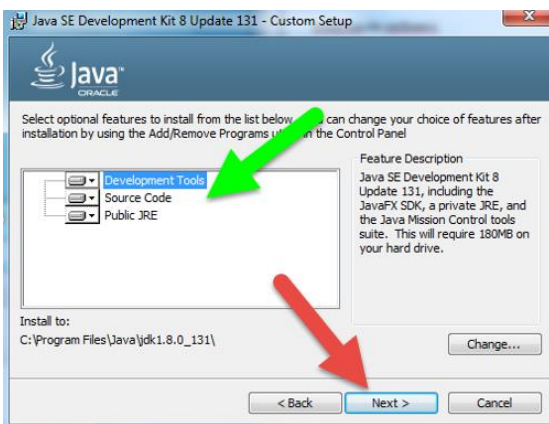 Java SE Development Kit 8 Update 131 - Custom Setup
Java
ORACLE
Select optional features to install from the list below. can change your choice of features after
installation by using the Add/Remove Programs in the Control Panel
Development Tools
Source Code
Public JRE
Feature Description
Java SE Development Kit 8
Update 131, including the
JavaFX SDK, a private JRE, and
the Java Mission Control tools
suite. This will require 180MB on
your hard drive.
Install to:
C:\Program Files\Java\jdk1.8.0_131\
Change...
< Back
Next >
Cancel